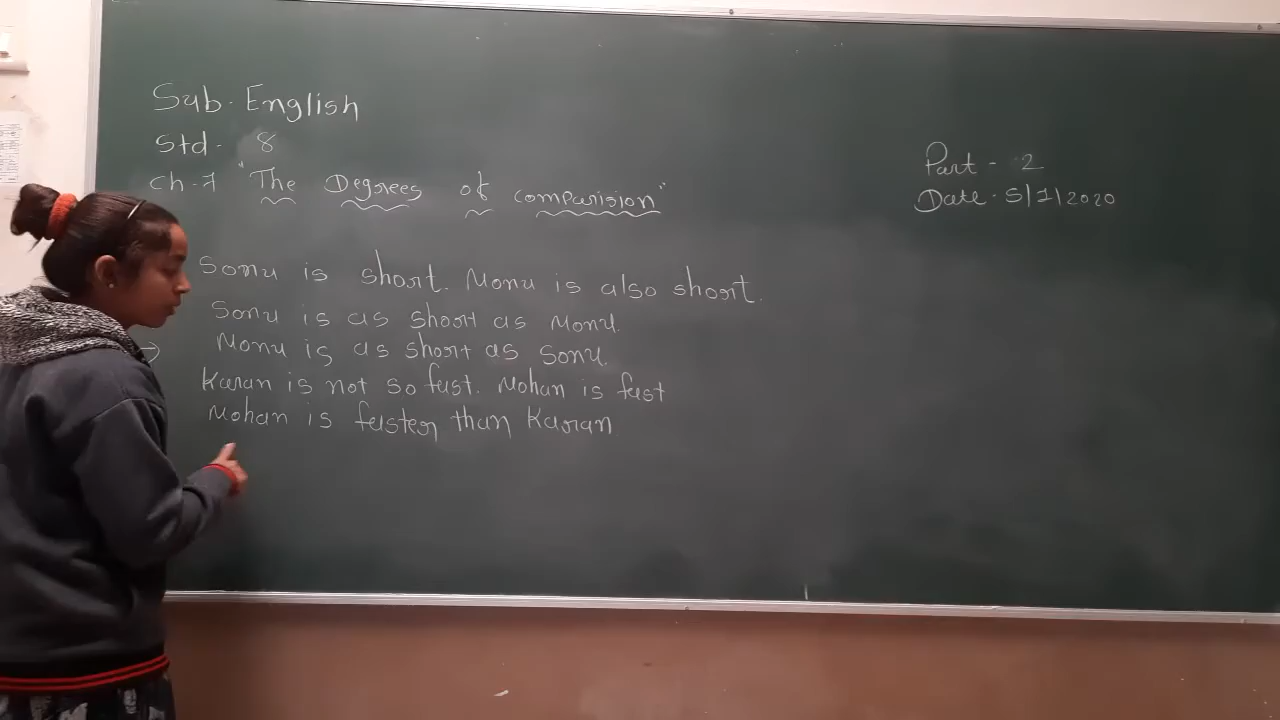 Sub. English
Std - 8
Ch-7 "The Degrees of comparision"
Part - 2
Date. 5/1/2020
Sonu is short. Monu is also short.
Sonu is as short as Monu.
→ Monu is as short as Sonu.
Karan is not so fast. Mohan is fast
Mohan is faster than Karan